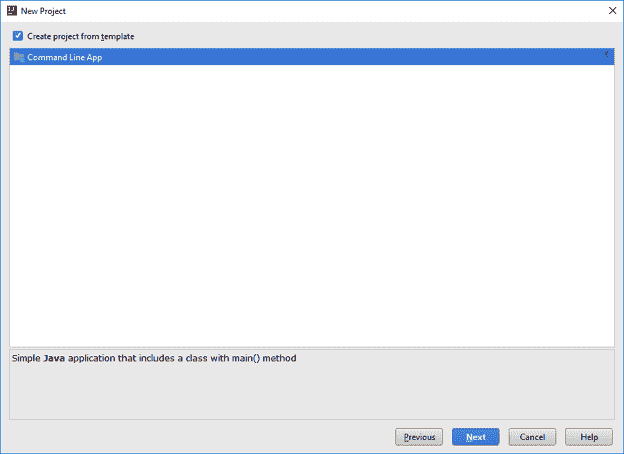 New Project
Create project from template
Command Line App
Simple Java application that includes a class with main() method
Previous
Next
Cancel
Help